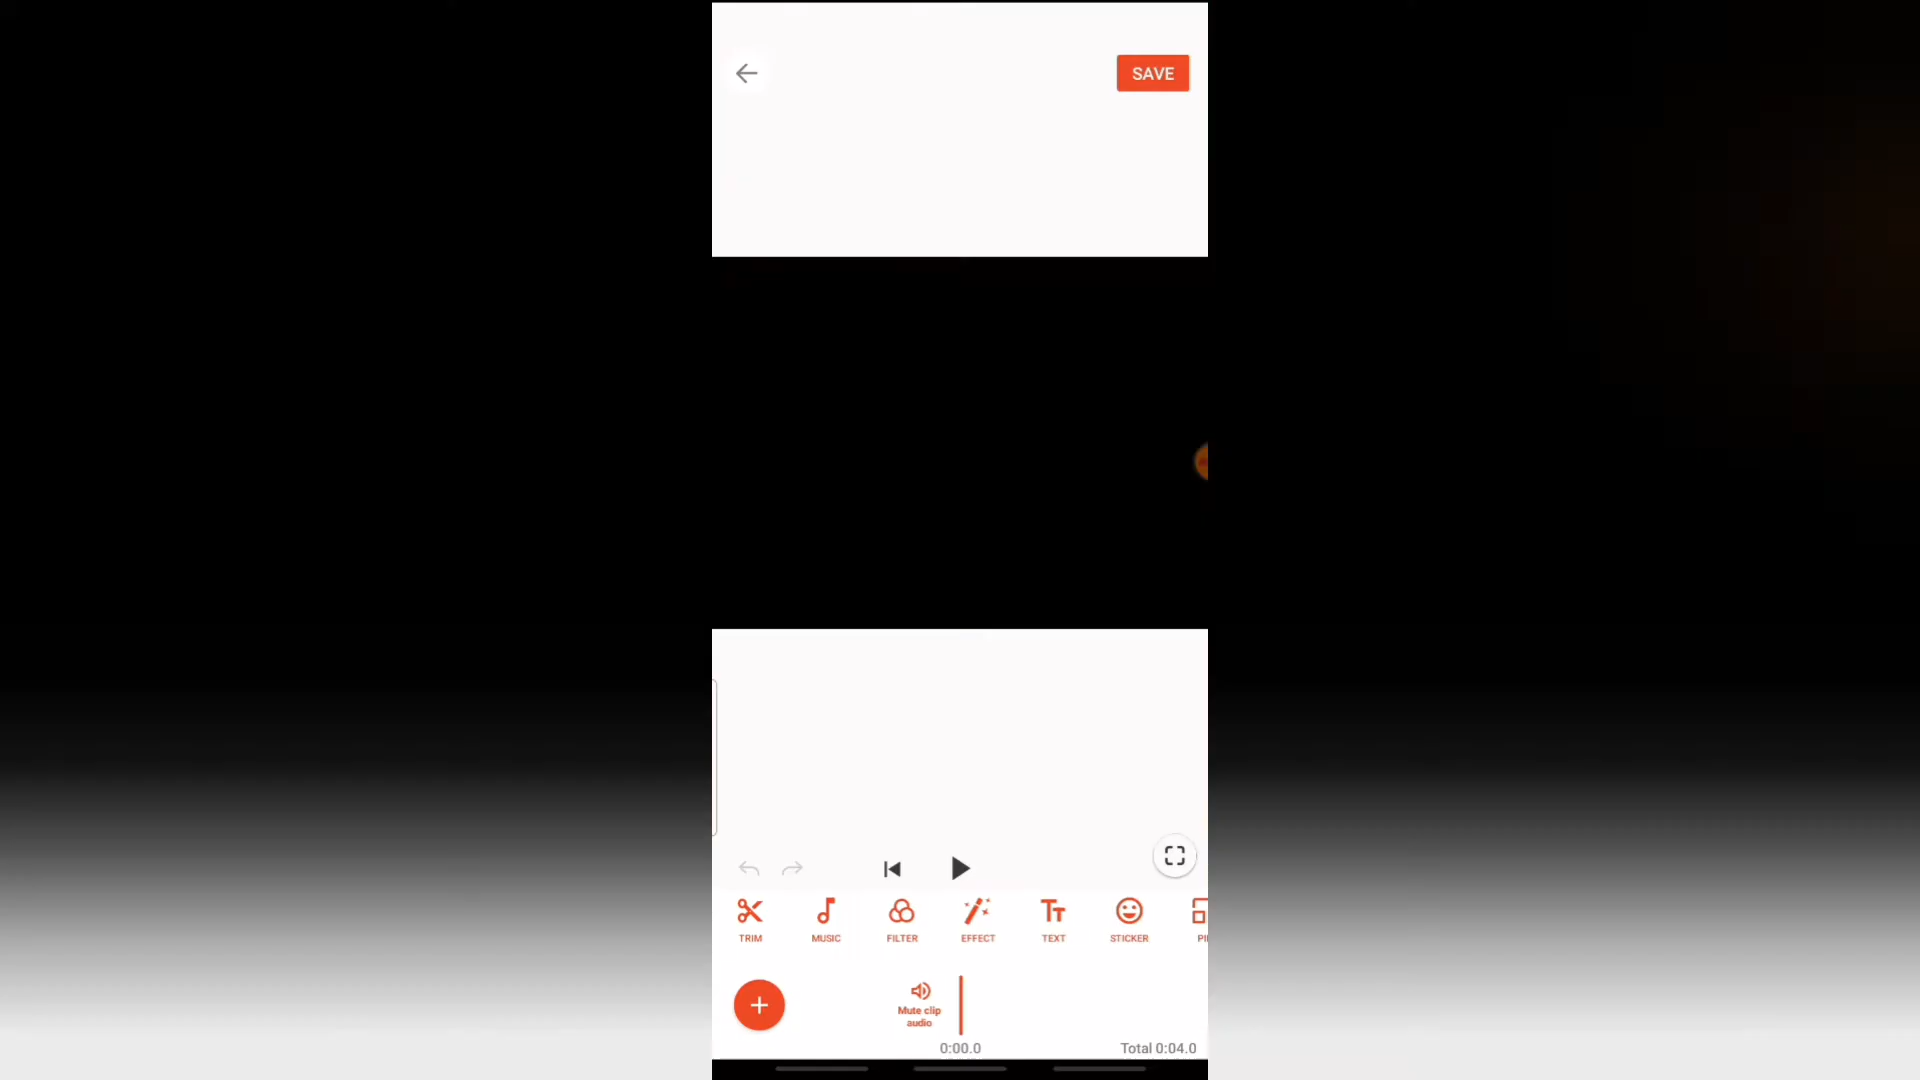 SAVE
TRIM
MUSIC
FILTER
EFFECT
TEXT
STICKER
Mute clip
audio
0:00.0
Total 0:04.0